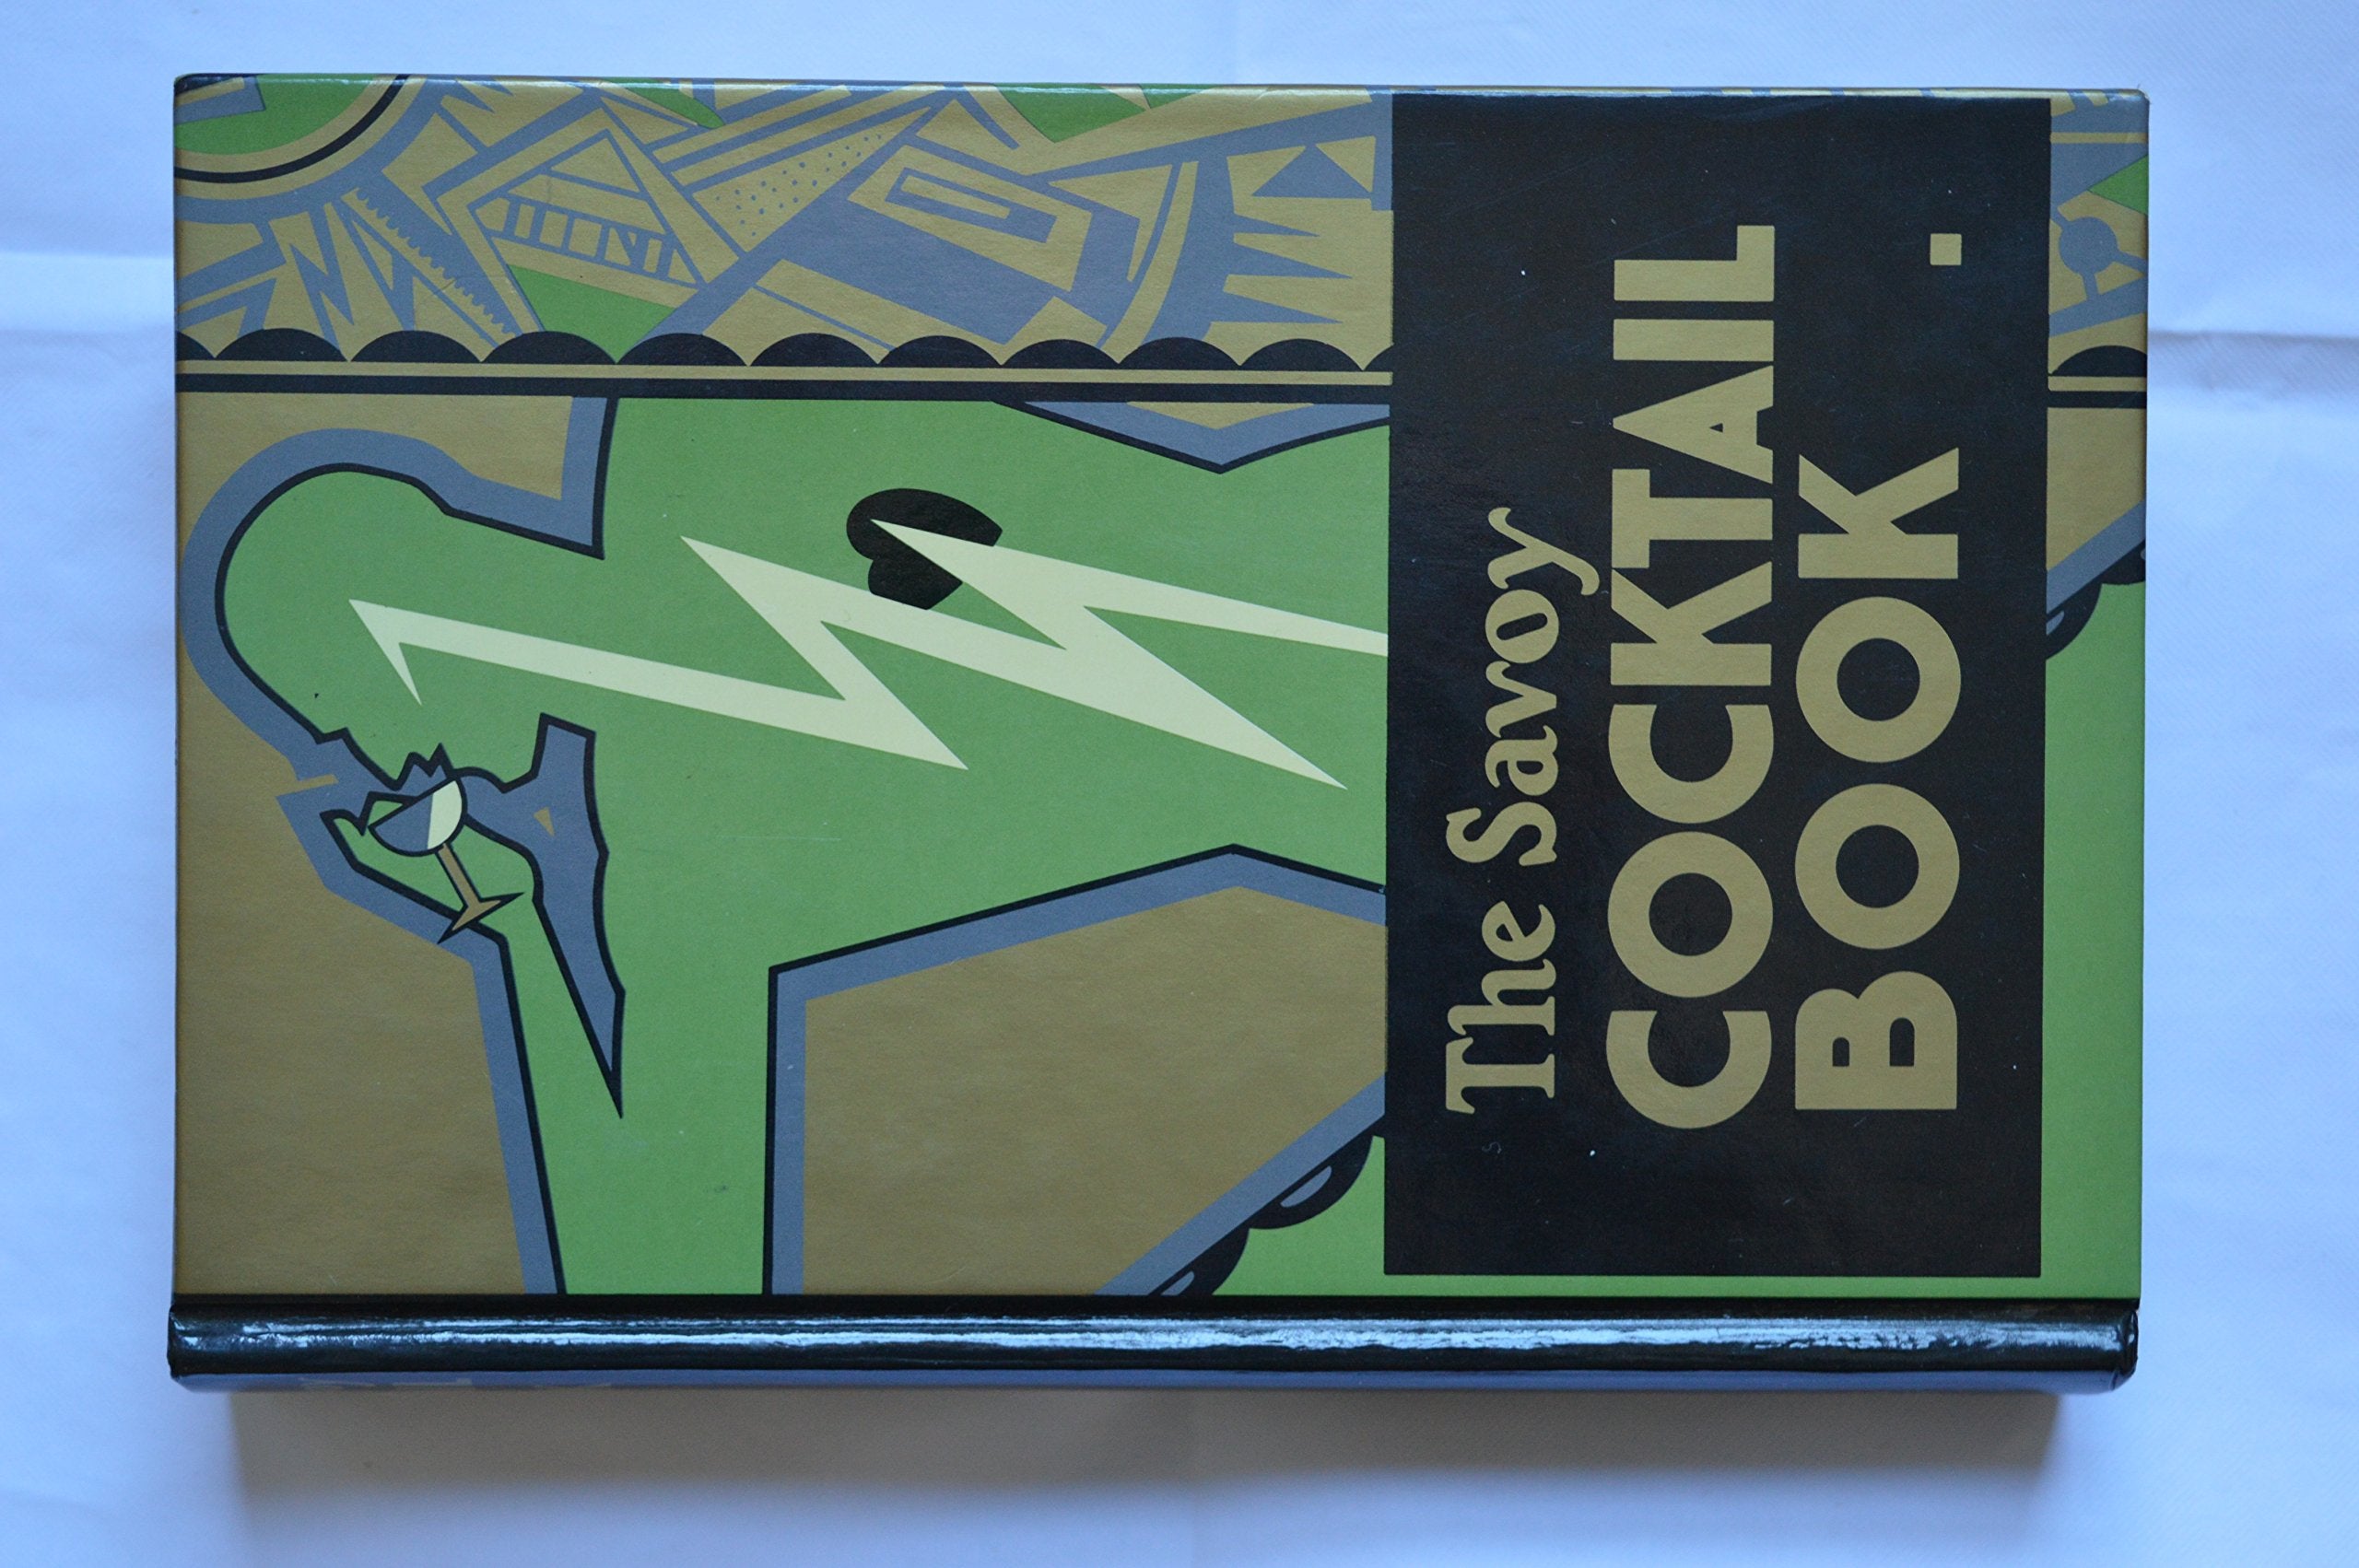 The Savoy
COCKTAIL
BOOK.